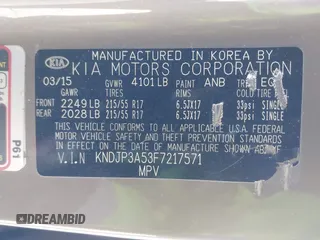 MANUFACTURED IN KOREA BY
KIA KIA MOTORS CORPORATION
03/15 GVWR 4101LB PAINT ANB EQ
GAWR TIRES RIMS COLD TIRE
FRONT 2249LB 215/55 R17 6.5JX17 33psi SINGLE
REAR 2028LB 215/55 R17 6.5JX17 33psi SINGLE
THIS VEHICLE CONFORMS TO ALL APPLICABLE FEDERAL
MOTOR VEHICLE SAFETY AND THEFT PREVENTION
STANDARDS IN EFFECT ON THE DATE OF MANUFACTURE
SHOWN ABOVE.
V.I.N KNDJP3A53F7217571
MPV
P61
© DEALERSINBID